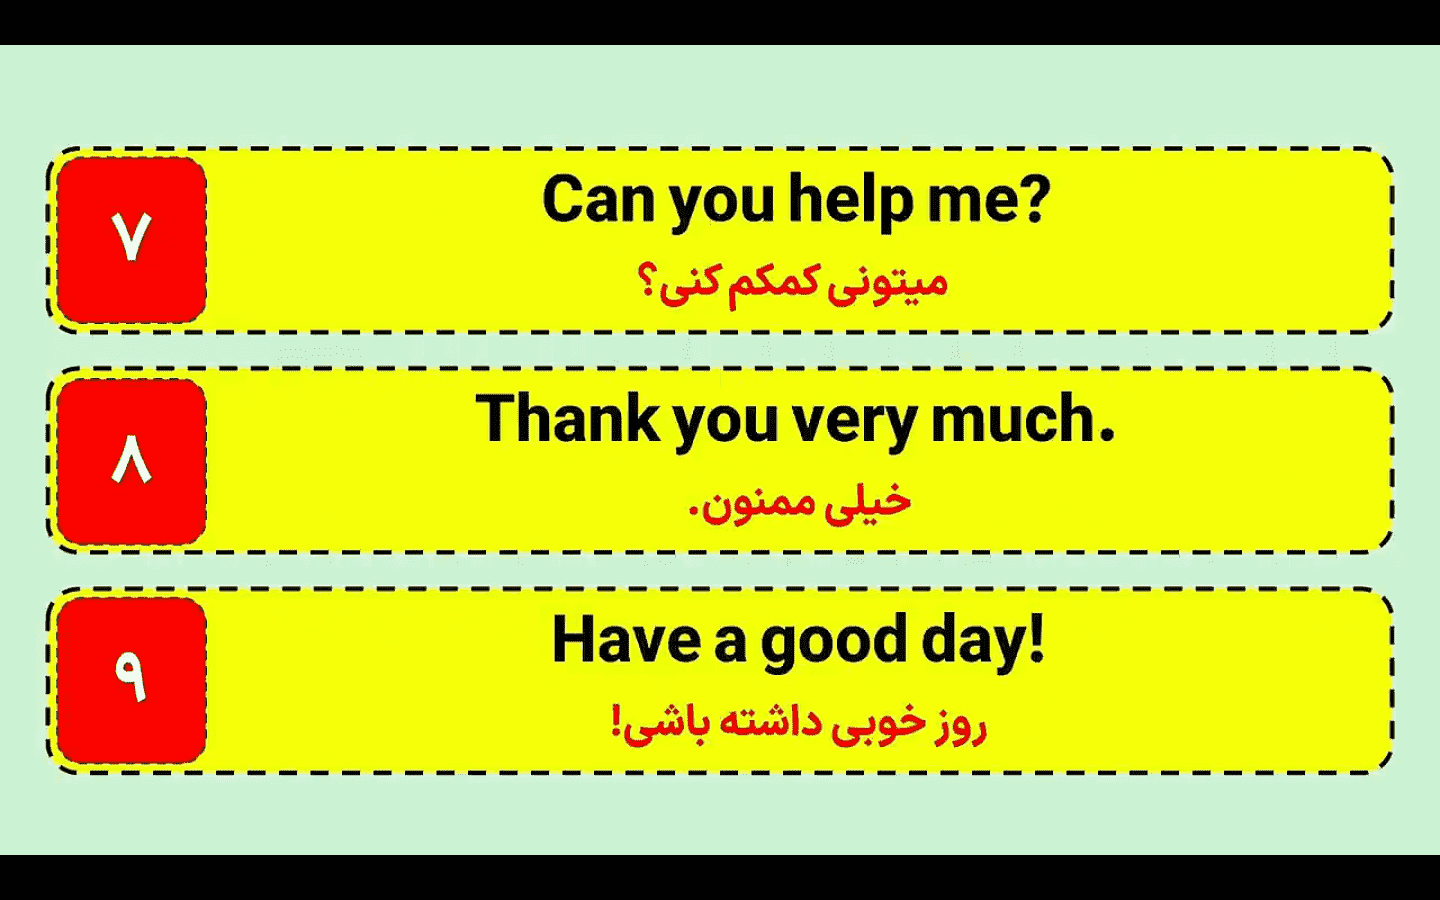 ۷
Can you help me?
میتونی کمکم کنی؟
۸
Thank you very much.
خیلی ممنون.
۹
Have a good day!
روز خوبی داشته باشی!